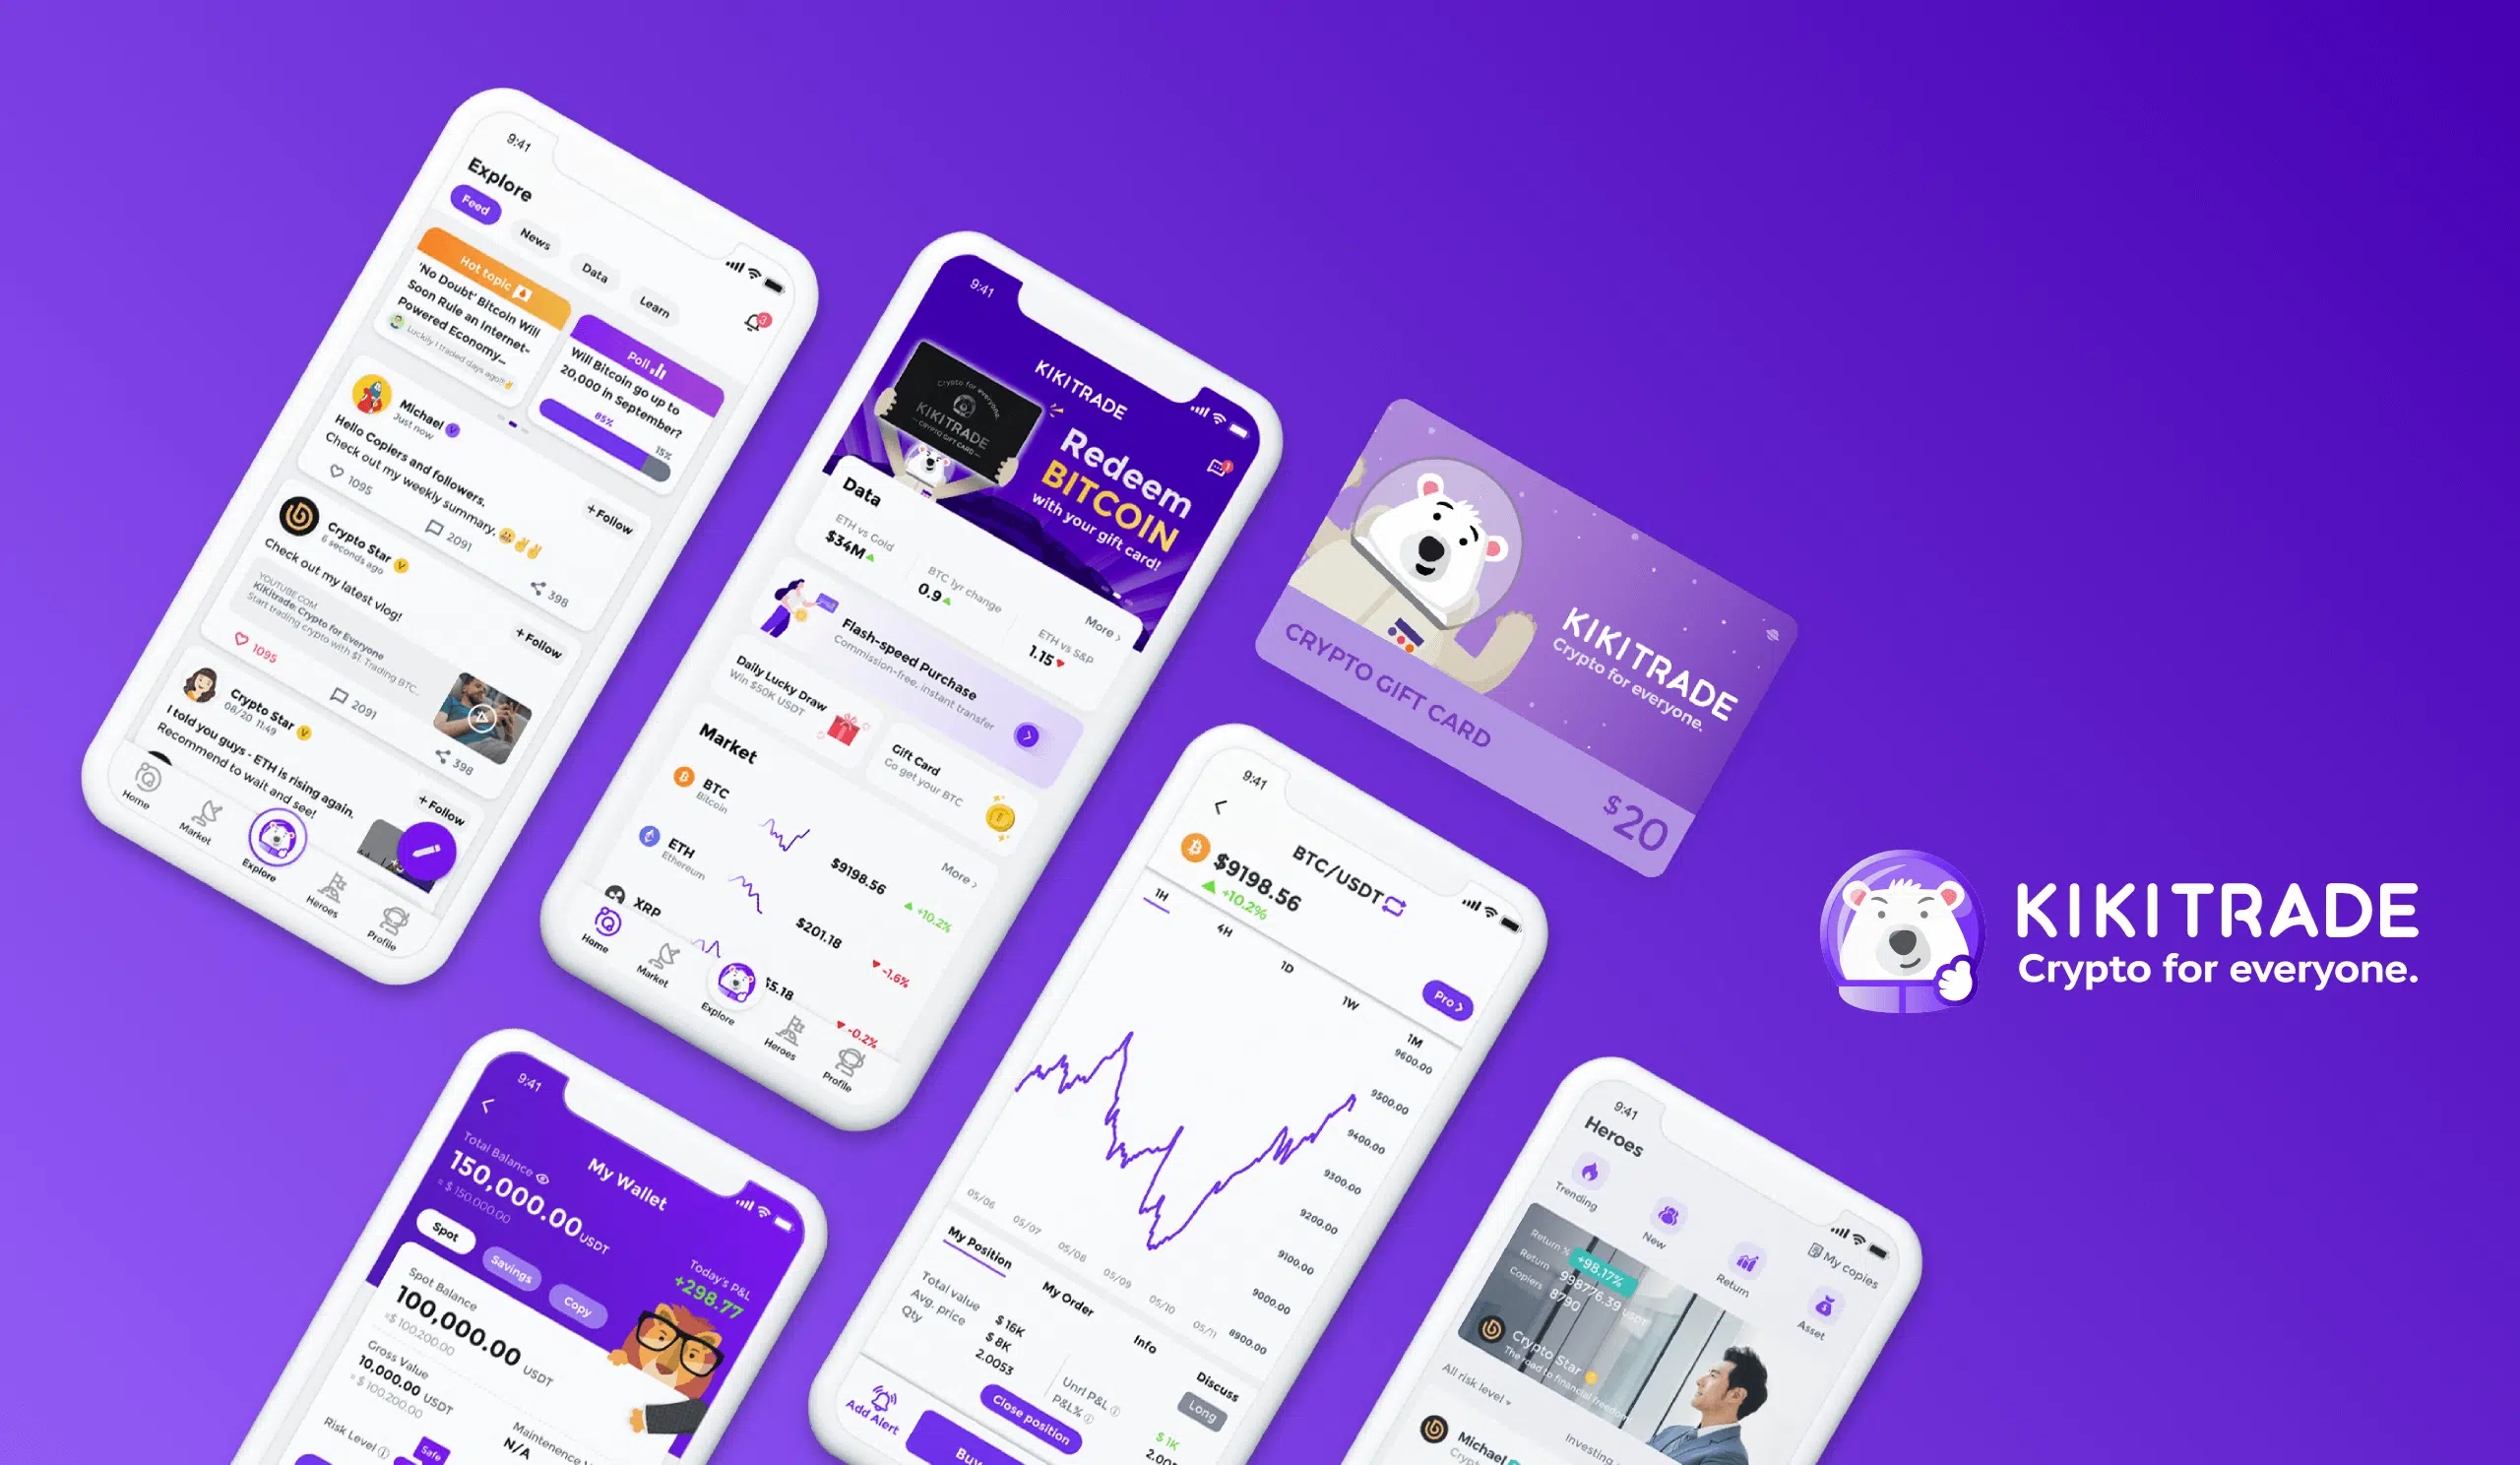 9:41
Explore
Feed
News
Data
Learn
3
Hot topic
'No Doubt' Bitcoin Will
Soon Rule an Internet-
Powered Economy...
Luckily I traded days ago!!!
Poll
Will Bitcoin go up to
20,000 in September?
85%
15%
Michael
V
Just now
+ Follow
Hello Copiers and followers.
Check out my weekly summary.
1095
2091
398
Crypto Star
V
6 seconds ago
+ Follow
Check out my latest vlog!
YOUTUBE.COM
KiKitrade: Crypto for Everyone
Start trading crypto with $1. Trading BTC...
1095
2091
398
Crypto Star
V
08/20 11:49
+ Follow
I told you guys - ETH is rising again.
Recommend to wait and see!
Home
Market
Explore
Heroes
Profile
9:41
KIKITRADE
1
Crypto for everyone.
KIKITRADE
CRYPTO GIFT CARD
Redeem
BITCOIN
with your gift card!
Data
More >
ETH vs Gold
$34M
BTC 1yr change
0.9
ETH vs S&P
1.15
Flash-speed Purchase
Commission-free, instant transfer
Daily Lucky Draw
Win $50K USDT
Gift Card
Go get your BTC
Market
More >
BTC
Bitcoin
$9198.56
+10.2%
ETH
Ethereum
$201.18
-1.6%
XRP
-0.2%
Home
Market
Explore
Heroes
Profile
KIKITRADE
Crypto for everyone.
CRYPTO GIFT CARD
$20
9:41
BTC/USDT
$9198.56
+10.2%
Pro >
1H
4H
1D
1W
1M
9600.00
9500.00
9400.00
9300.00
9200.00
9100.00
9000.00
8900.00
05/06
05/07
05/08
05/09
05/10
05/11
My Position
My Order
Info
Discuss
Total value
$ 16K
Avg. price
$ 8K
Qty
2.0053
Unrl P&L
P&L%
Long
$ 1K
Close position
Add Alert
Buy
KIKITRADE
Crypto for everyone.
9:41
My Wallet
Total Balance
150,000.00 USDT
≈ $ 150,000.00
Today's P&L
+298.77
Spot
Savings
Copy
Spot Balance
100,000.00 USDT
≈$ 100,200.00
Gross Value
10,000.00 USDT
≈ $ 100,200.00
N/A
Risk Level
Safe
9:41
Heroes
My copies
Trending
New
Return
Asset
Return %
+98.17%
Return
998776.39 USDT
Copiers
8790
Crypto Star
The road to financial freedom
All risk level
Investing
Michael